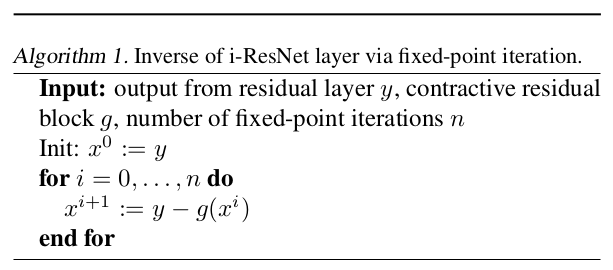 Algorithm 1. Inverse of i-ResNet layer via fixed-point iteration.
Input: output from residual layer y, contractive residual
block g, number of fixed-point iterations n
Init: x^0 := y
for i = 0, . . . , n do
x^{i+1} := y − g(x^i)
end for